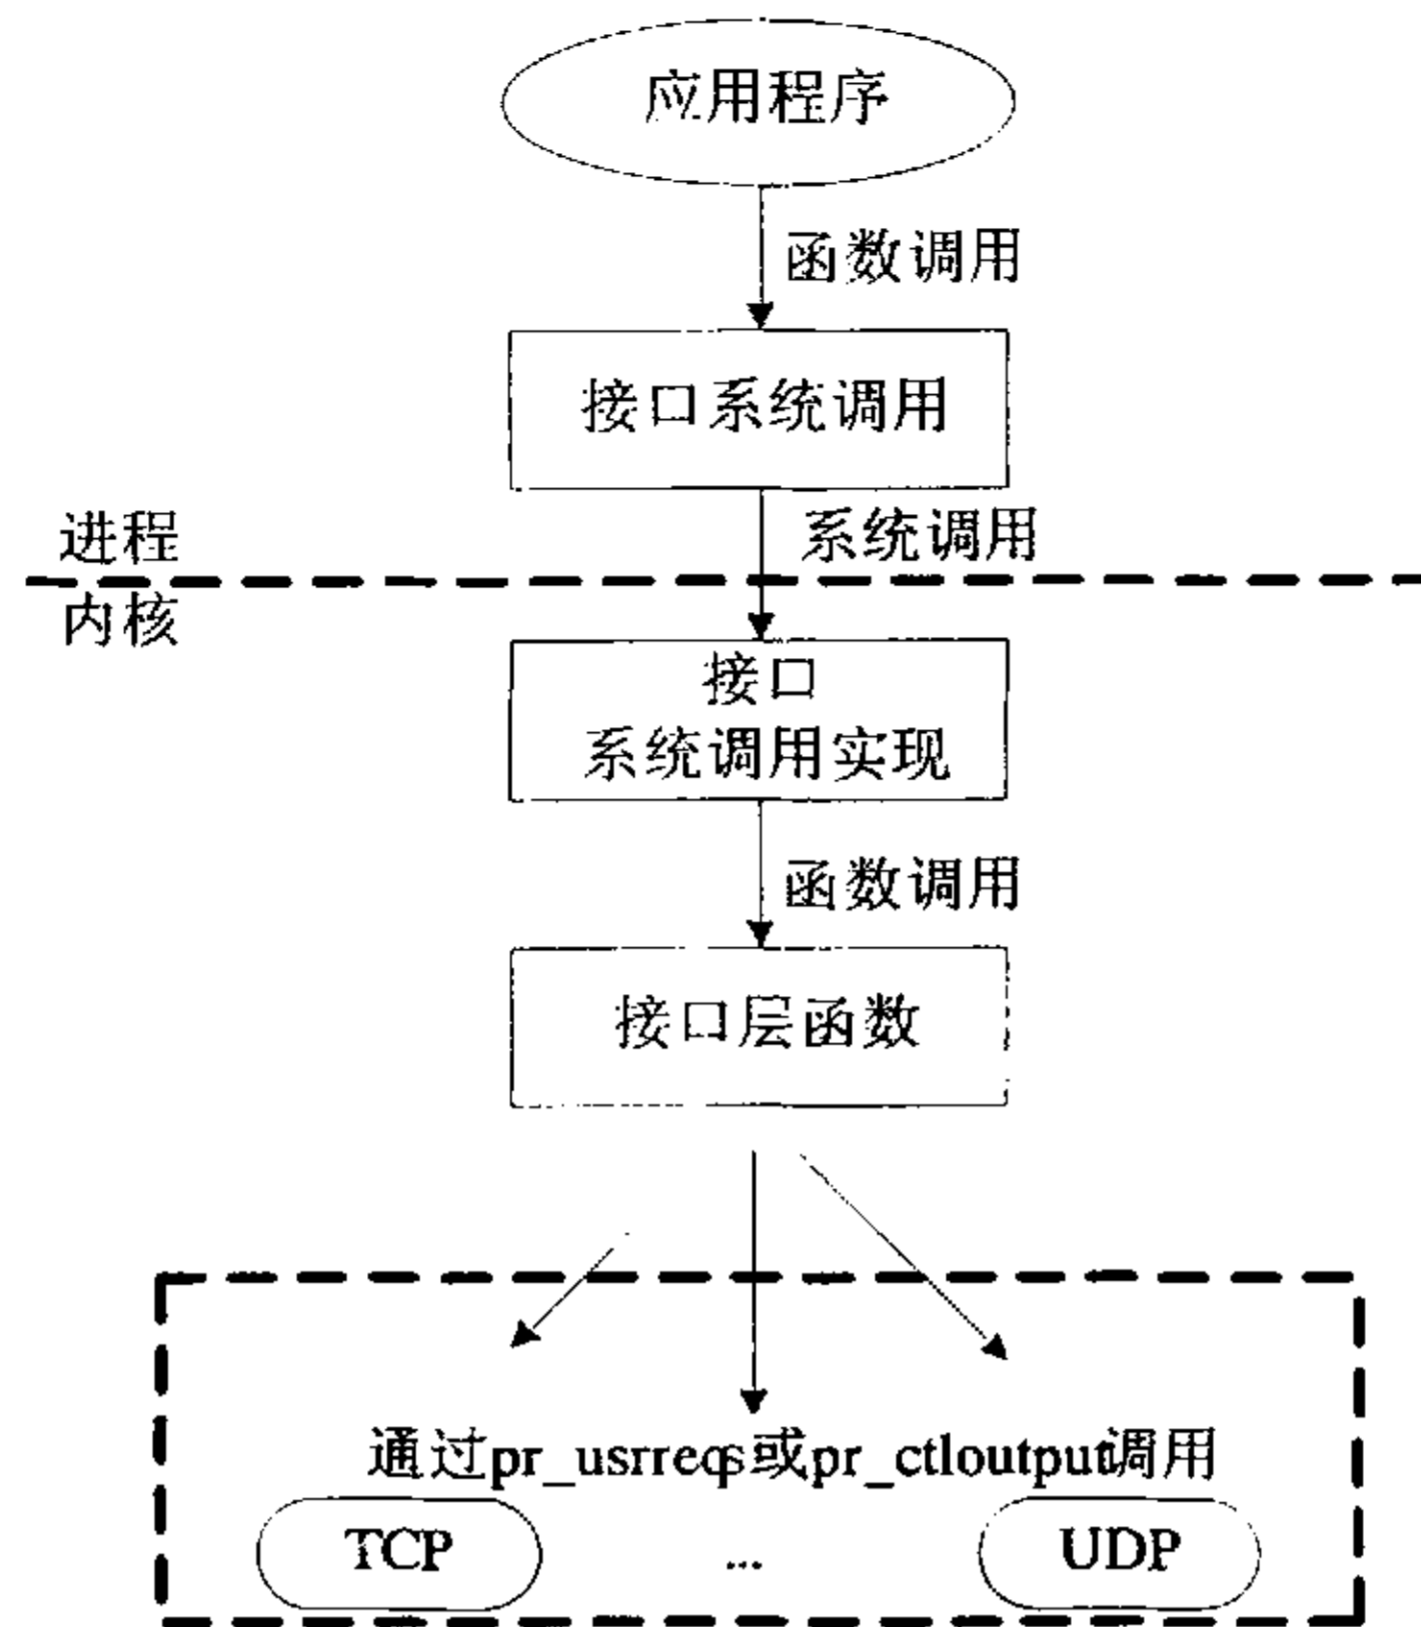 应用程序
函数调用
接口系统调用
进程
系统调用
内核
接口
系统调用实现
函数调用
接口层函数
通过pr_usrreqs或pr_ctloutput调用
TCP
...
UDP